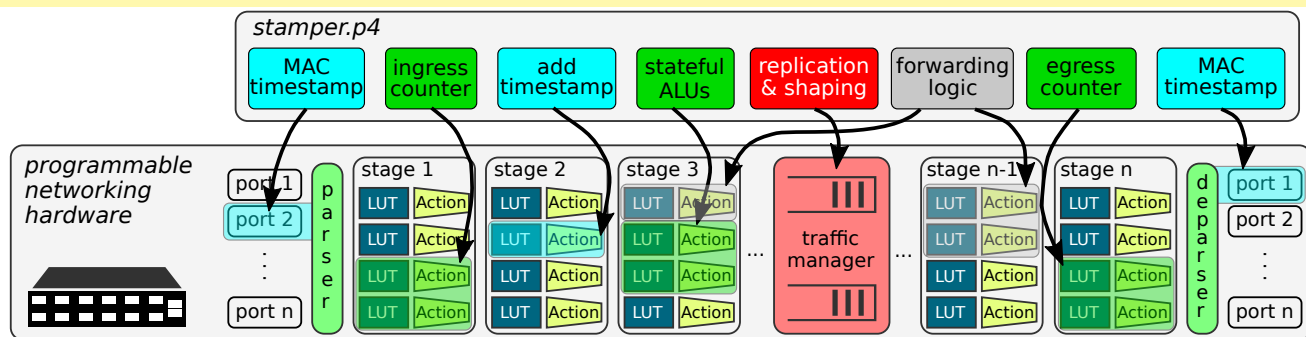 stamper.p4
MAC
timestamp
ingress
counter
add
timestamp
stateful
ALUs
replication
& shaping
forwarding
logic
egress
counter
MAC
timestamp
programmable
networking
hardware
port 1
port 2
port n
parser
stage 1
LUT Action
LUT Action
LUT Action
LUT Action
stage 2
LUT Action
LUT Action
LUT Action
LUT Action
stage 3
LUT Action
LUT Action
LUT Action
LUT Action
...
traffic
manager
...
stage n-1
LUT Action
LUT Action
LUT Action
LUT Action
stage n
LUT Action
LUT Action
LUT Action
LUT Action
deparser
port 1
port 2
port n